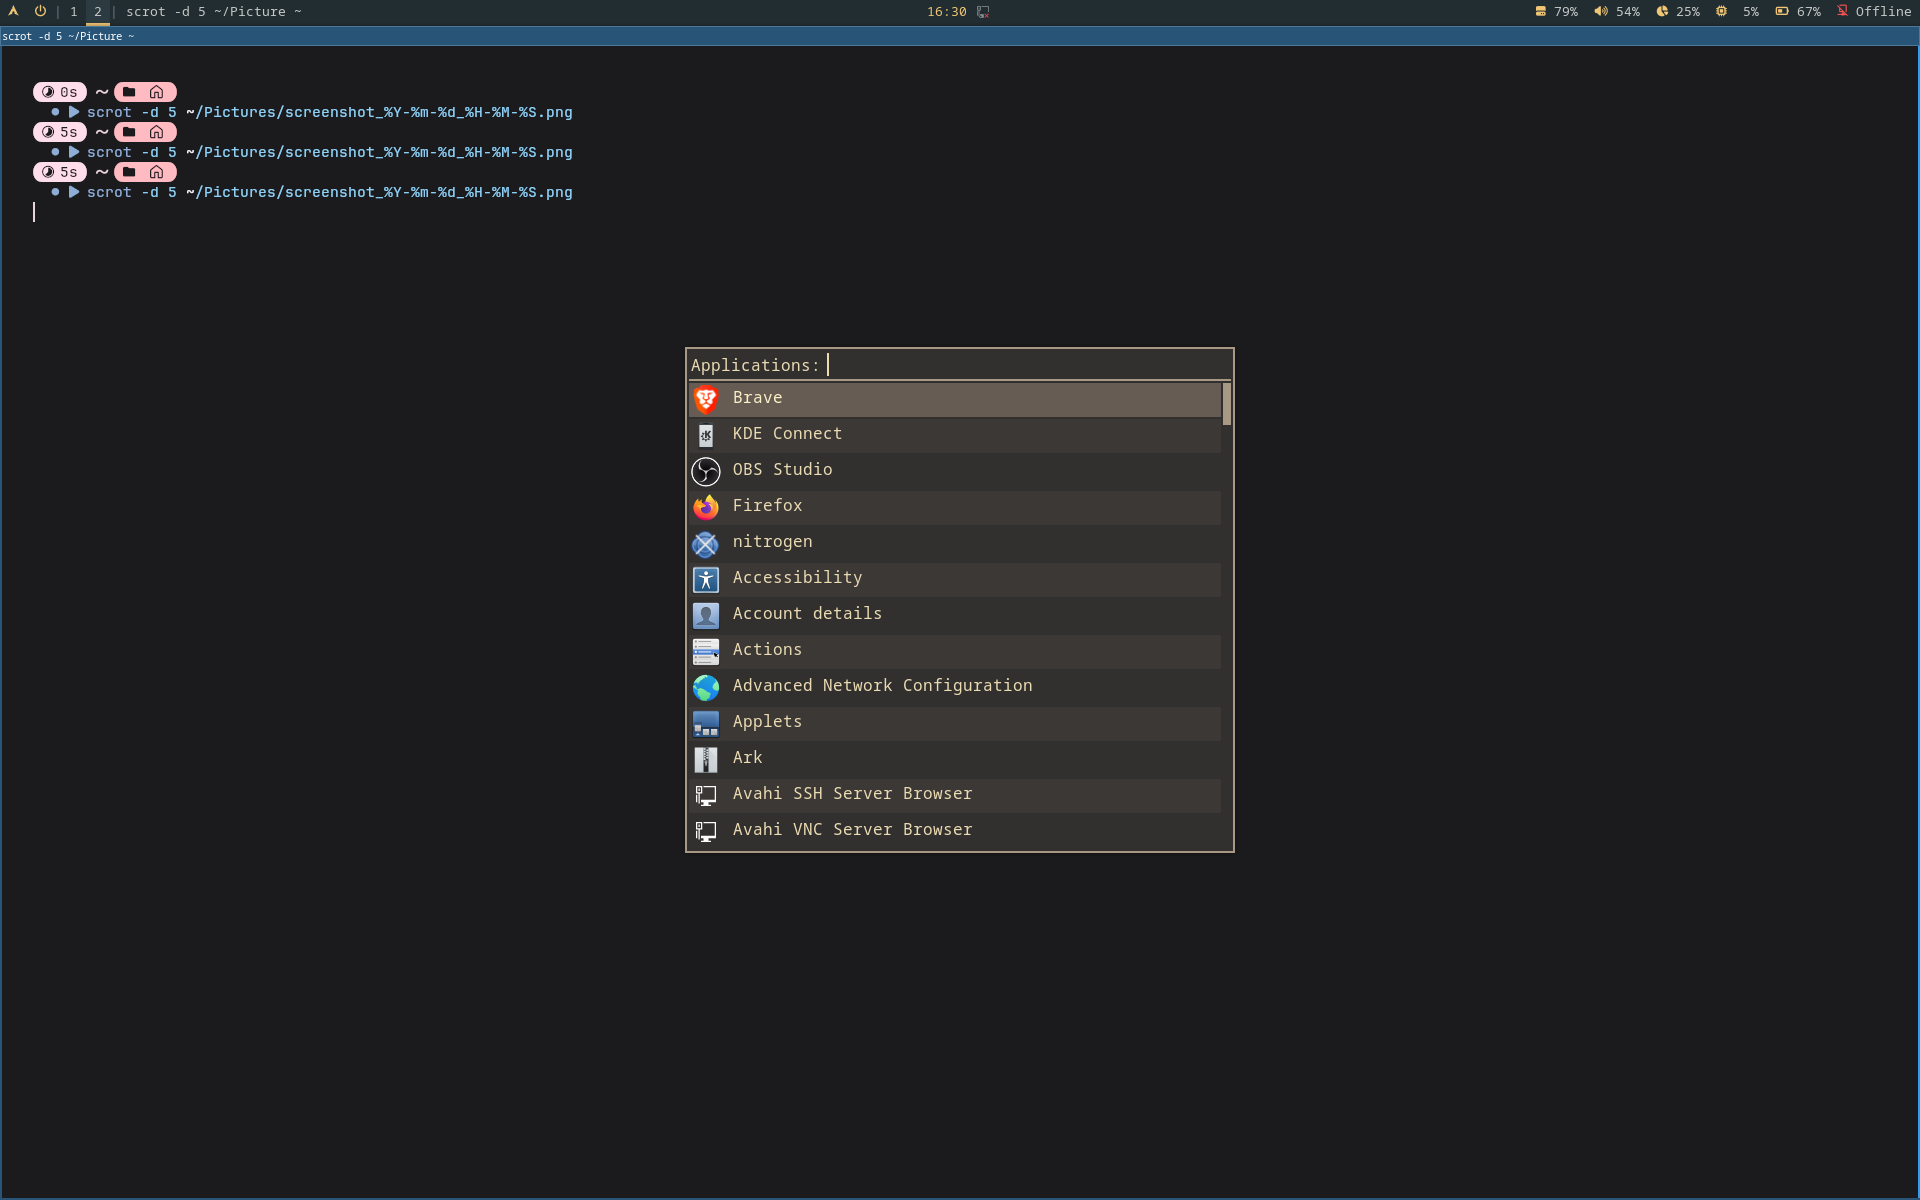 1 2 scrot -d 5 ~/Picture ~ 16:30 79% 54% 25% 5% 67% Offline
scrot -d 5 ~/Picture ~
0s ~
scrot -d 5 ~/Pictures/screenshot_%Y-%m-%d_%H-%M-%S.png
5s ~
scrot -d 5 ~/Pictures/screenshot_%Y-%m-%d_%H-%M-%S.png
5s ~
scrot -d 5 ~/Pictures/screenshot_%Y-%m-%d_%H-%M-%S.png
Applications:
Brave
KDE Connect
OBS Studio
Firefox
nitrogen
Accessibility
Account details
Actions
Advanced Network Configuration
Applets
Ark
Avahi SSH Server Browser
Avahi VNC Server Browser